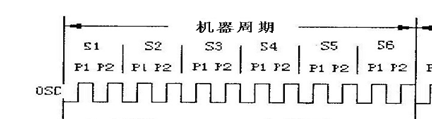 机器周期
S1 S2 S3 S4 S5 S6
P1 P2 P1 P2 P1 P2 P1 P2 P1 P2 P1 P2
OSC